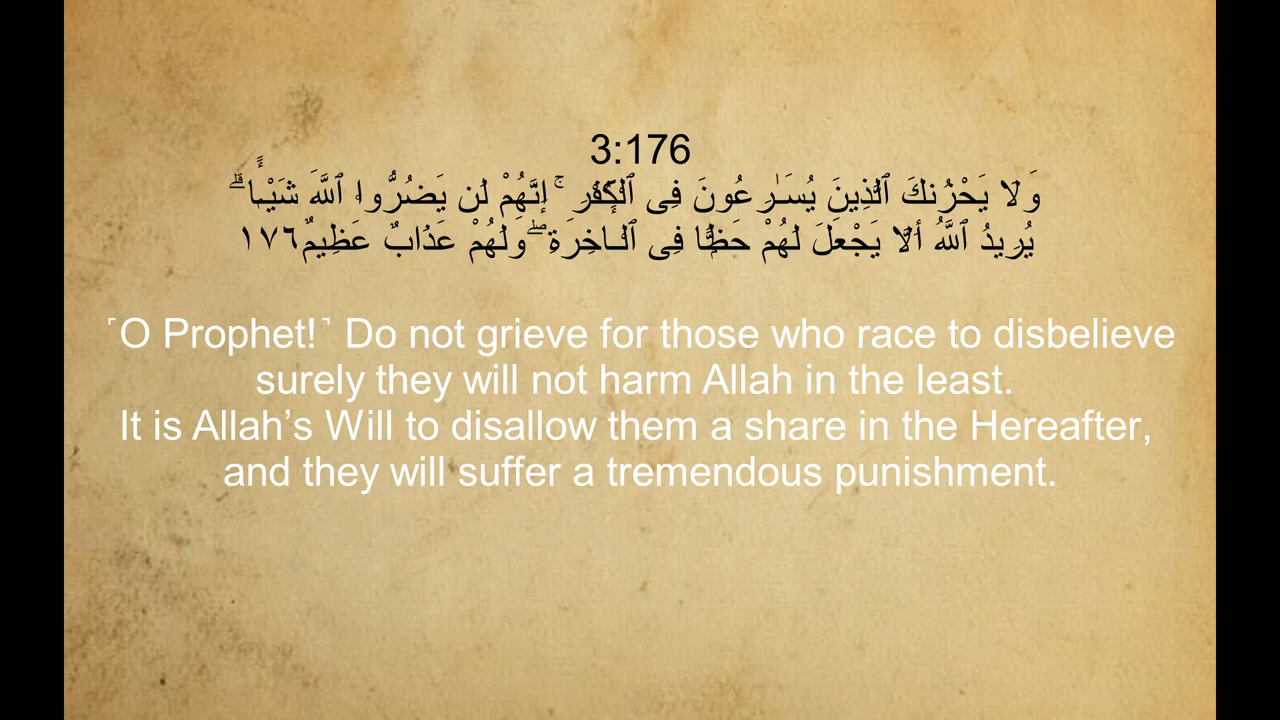 3:176
وَلَا يَحْزُنكَ ٱلَّذِينَ يُسَـٰرِعُونَ فِى ٱلْكُفْرِ ۚ إِنَّهُمْ لَن يَضُرُّوا۟ ٱللَّهَ شَيْـًۭٔا ۗ
يُرِيدُ ٱللَّهُ أَلَّا يَجْعَلَ لَهُمْ حَظًّۭا فِى ٱلْـَٔاخِرَةِ ۖ وَلَهُمْ عَذَابٌ عَظِيمٌ ١٧٦
˹O Prophet!˺ Do not grieve for those who race to disbelieve
surely they will not harm Allah in the least.
It is Allah’s Will to disallow them a share in the Hereafter,
and they will suffer a tremendous punishment.